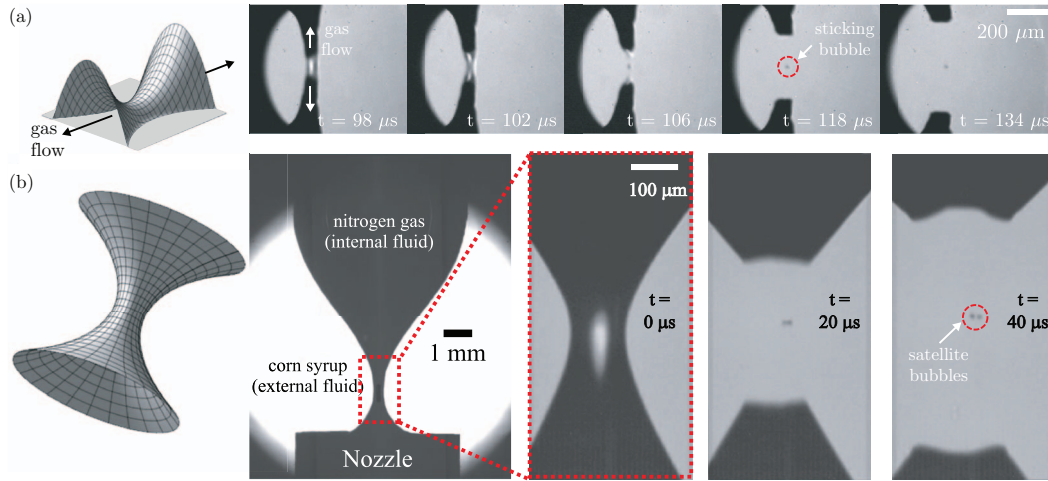 (a)
gas
flow
gas
flow
t = 98 μs
t = 102 μs
t = 106 μs
sticking
bubble
t = 118 μs
200 μm
t = 134 μs
(b)
nitrogen gas
(internal fluid)
1 mm
corn syrup
(external fluid)
Nozzle
100 μm
t =
0 μs
t =
20 μs
t =
40 μs
satellite
bubbles